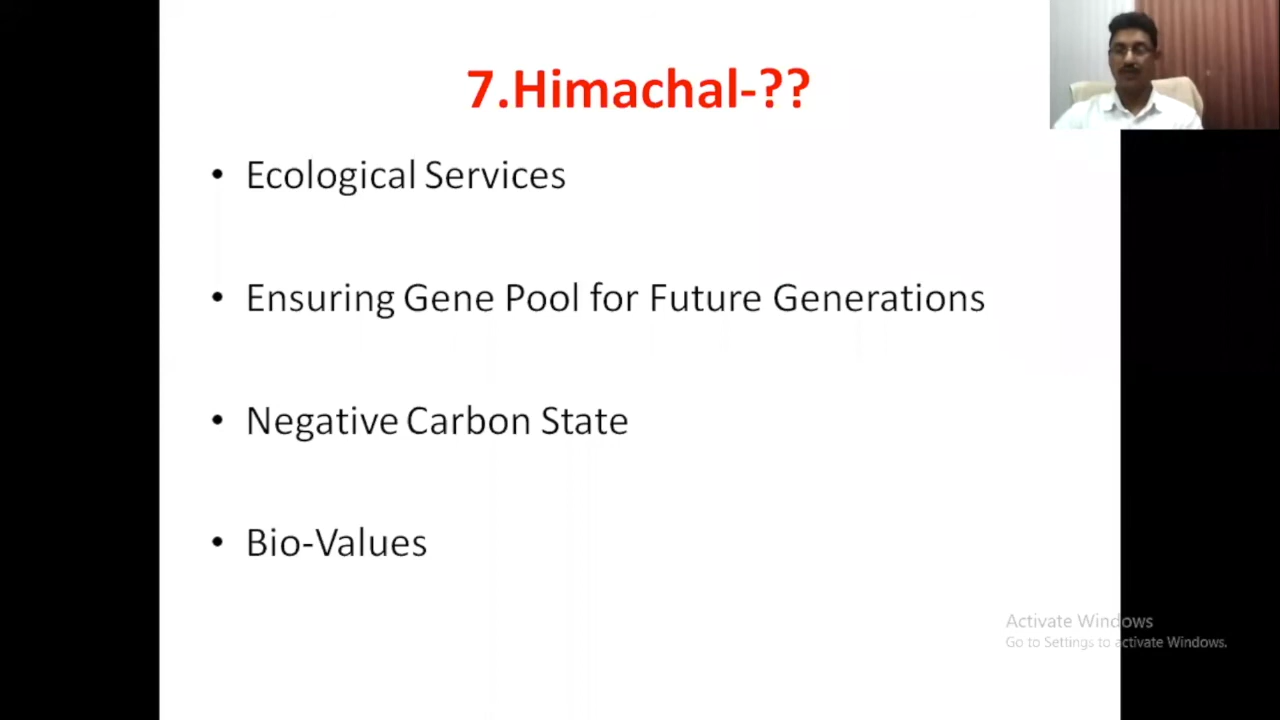 7.Himachal-??
• Ecological Services
• Ensuring Gene Pool for Future Generations
• Negative Carbon State
• Bio-Values
Activate Windows
Go to Settings to activate Windows.